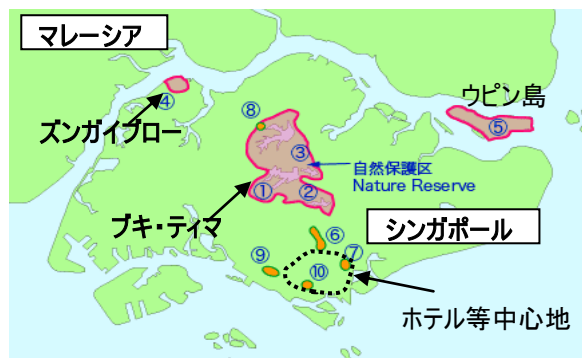 マレーシア
ウピン島
④
⑧
⑤
ズンガイブロー
③
自然保護区
Nature Reserve
①
②
ブキ・ティマ
シンガポール
⑥
⑦
⑨
⑩
ホテル等中心地